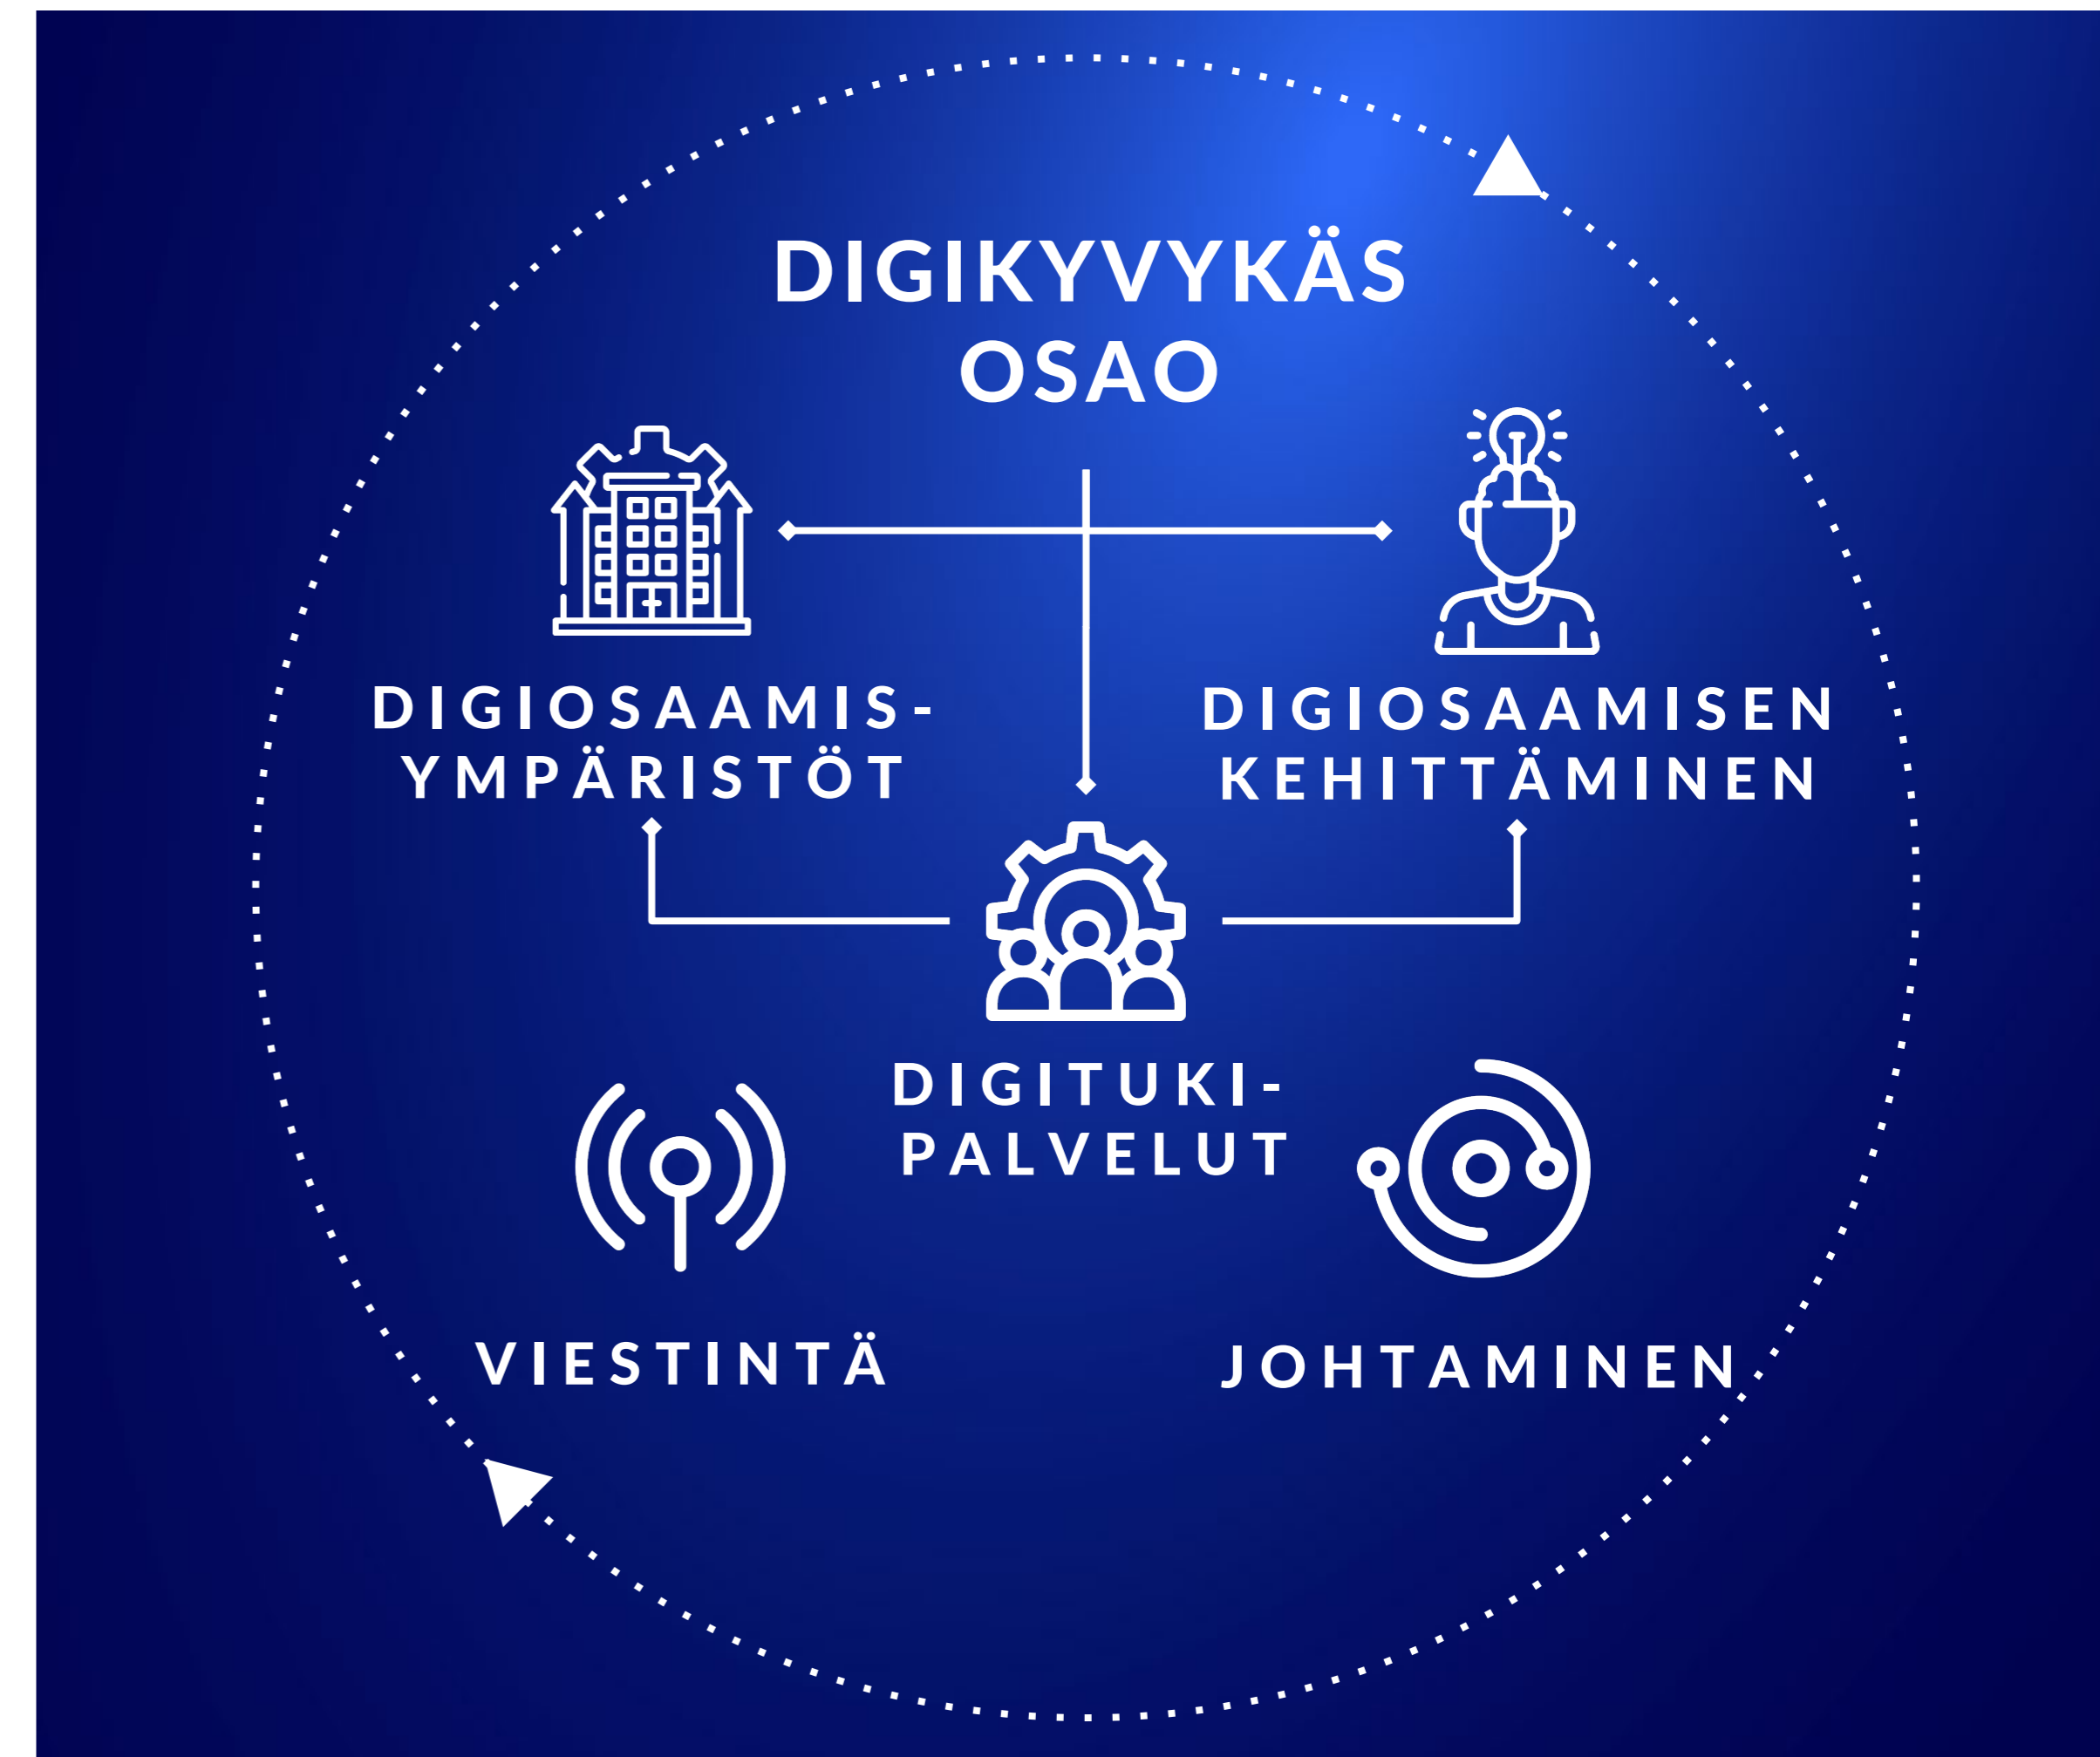 DIGIKYVYKÄS
OSAO
DIGIOSAAMIS-
YMPÄRISTÖT
DIGIOSAAMISEN
KEHITTÄMINEN
DIGITUKI-
PALVELUT
VIESTINTÄ
JOHTAMINEN